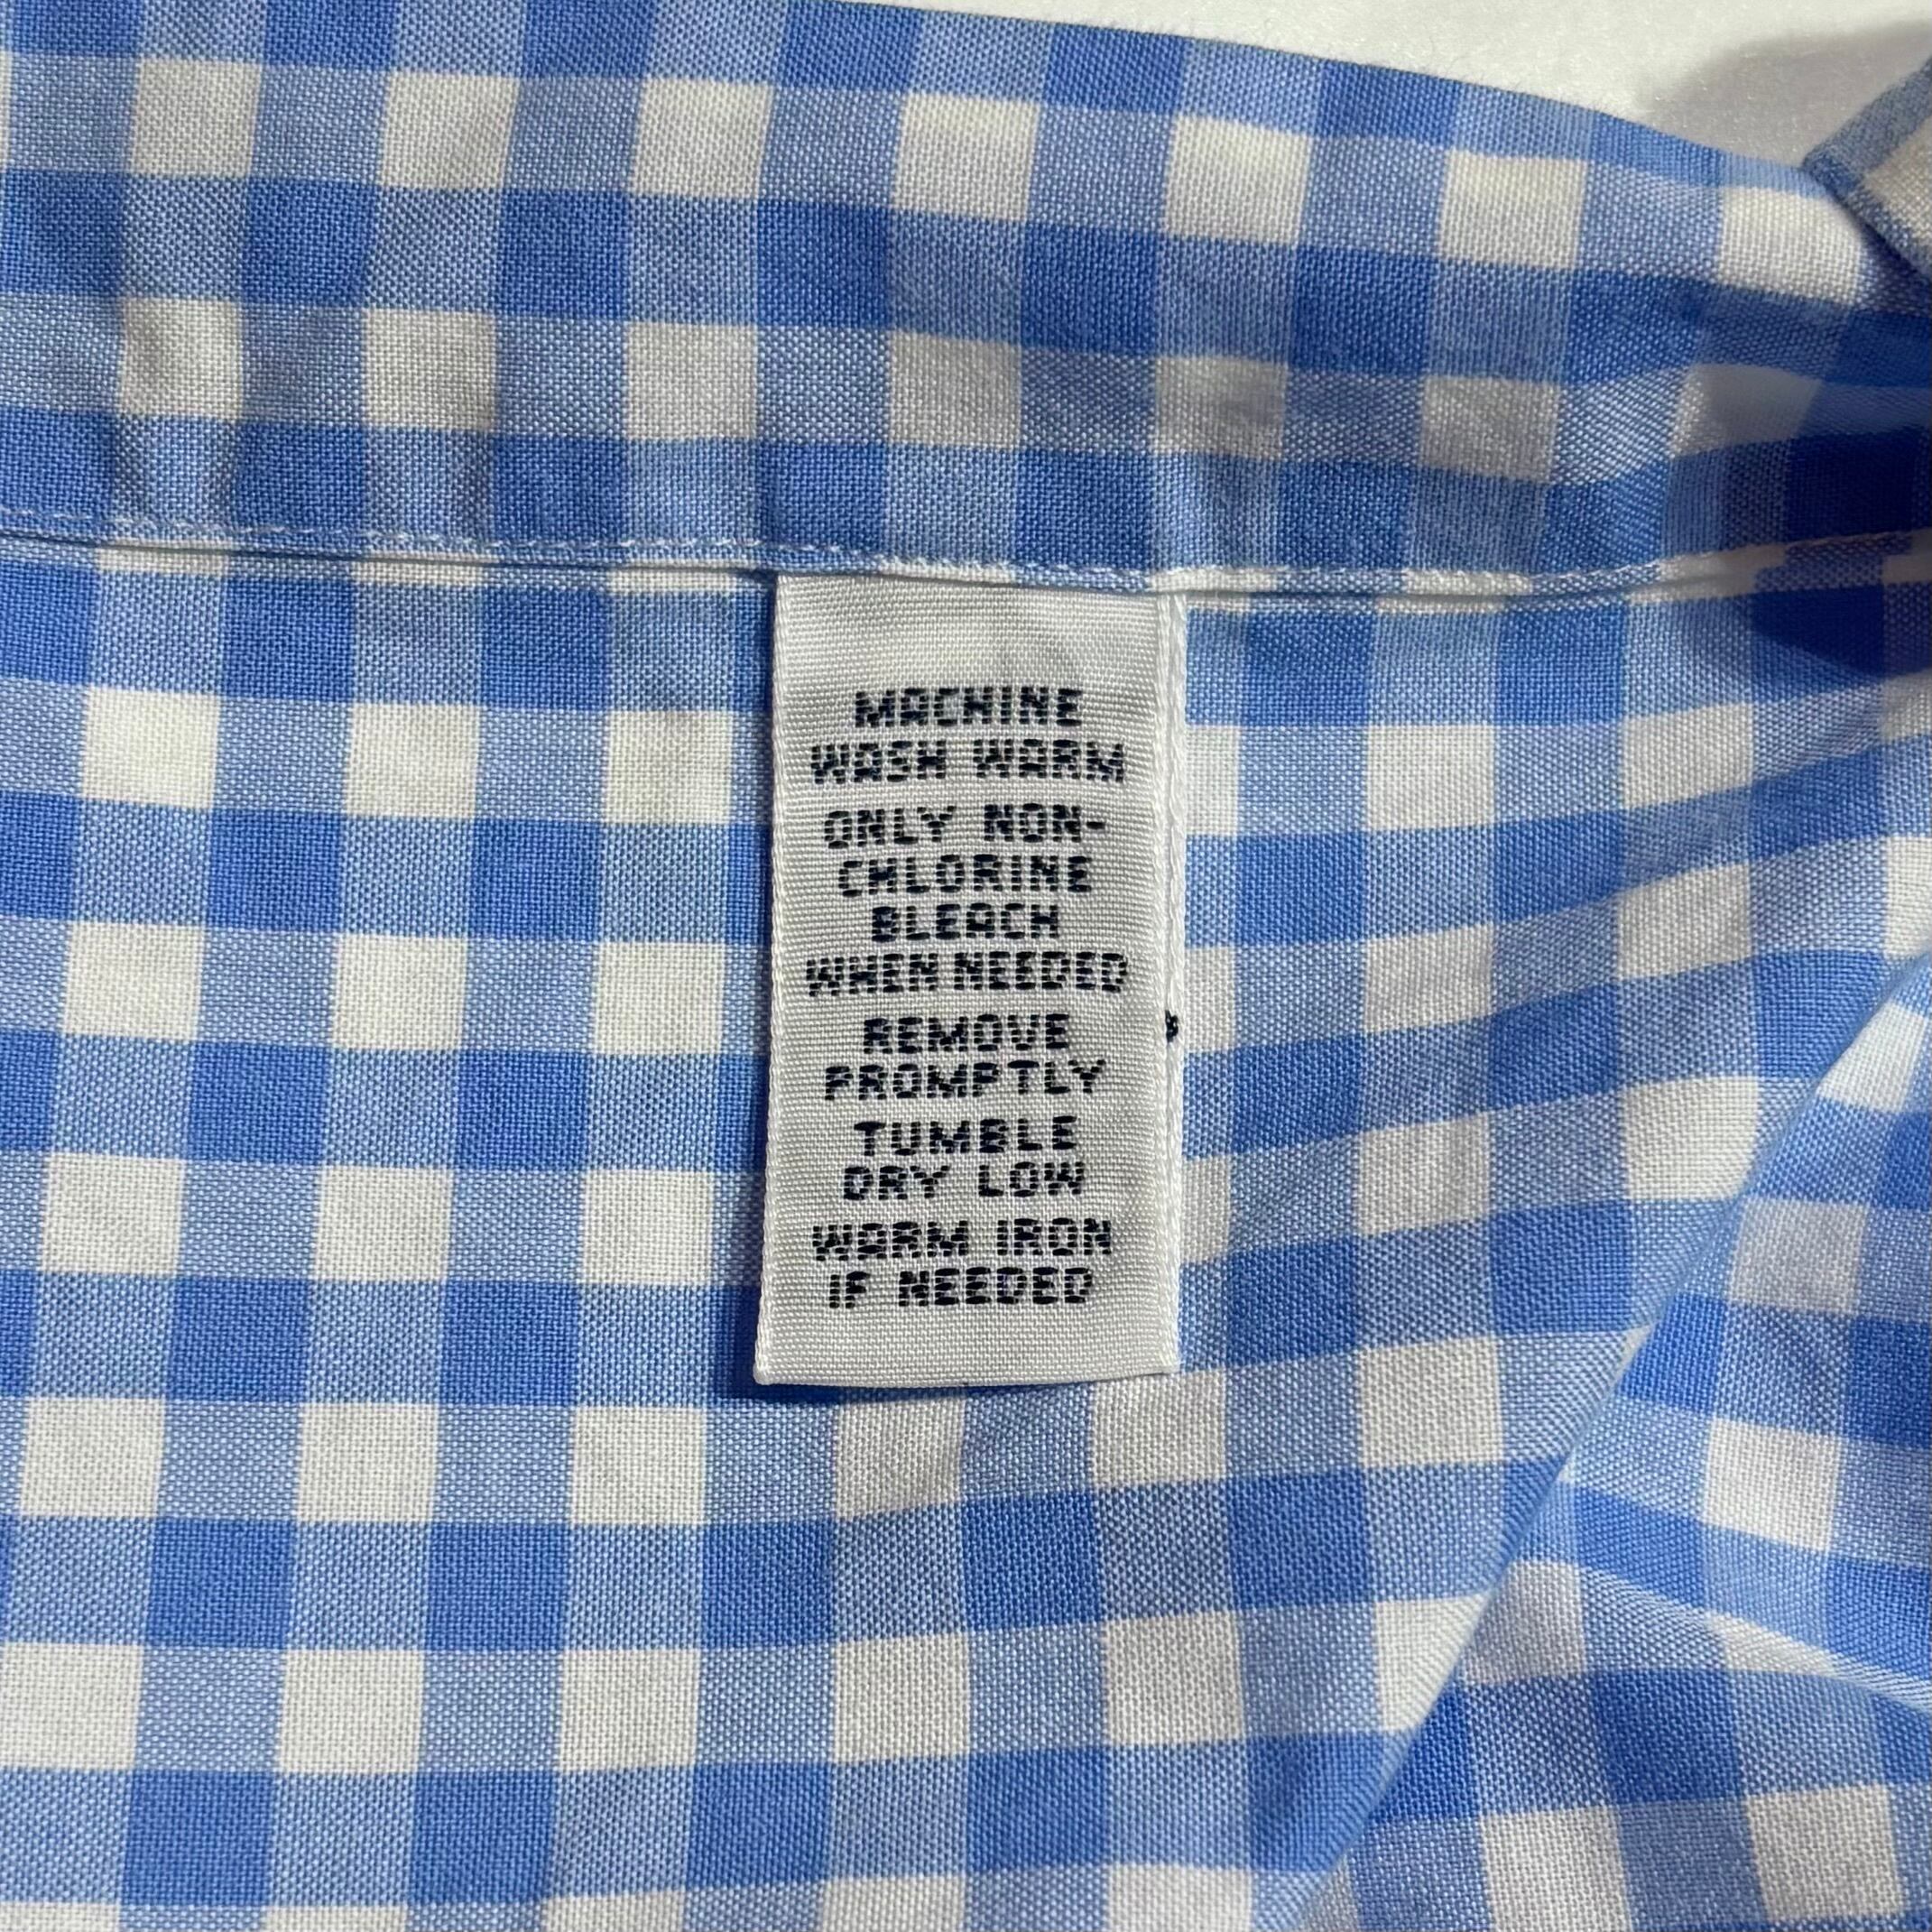 MACHINE
WASH WARM
ONLY NON-
CHLORINE
BLEACH
WHEN NEEDED
REMOVE
PROMPTLY
TUMBLE
DRY LOW
WARM IRON
IF NEEDED